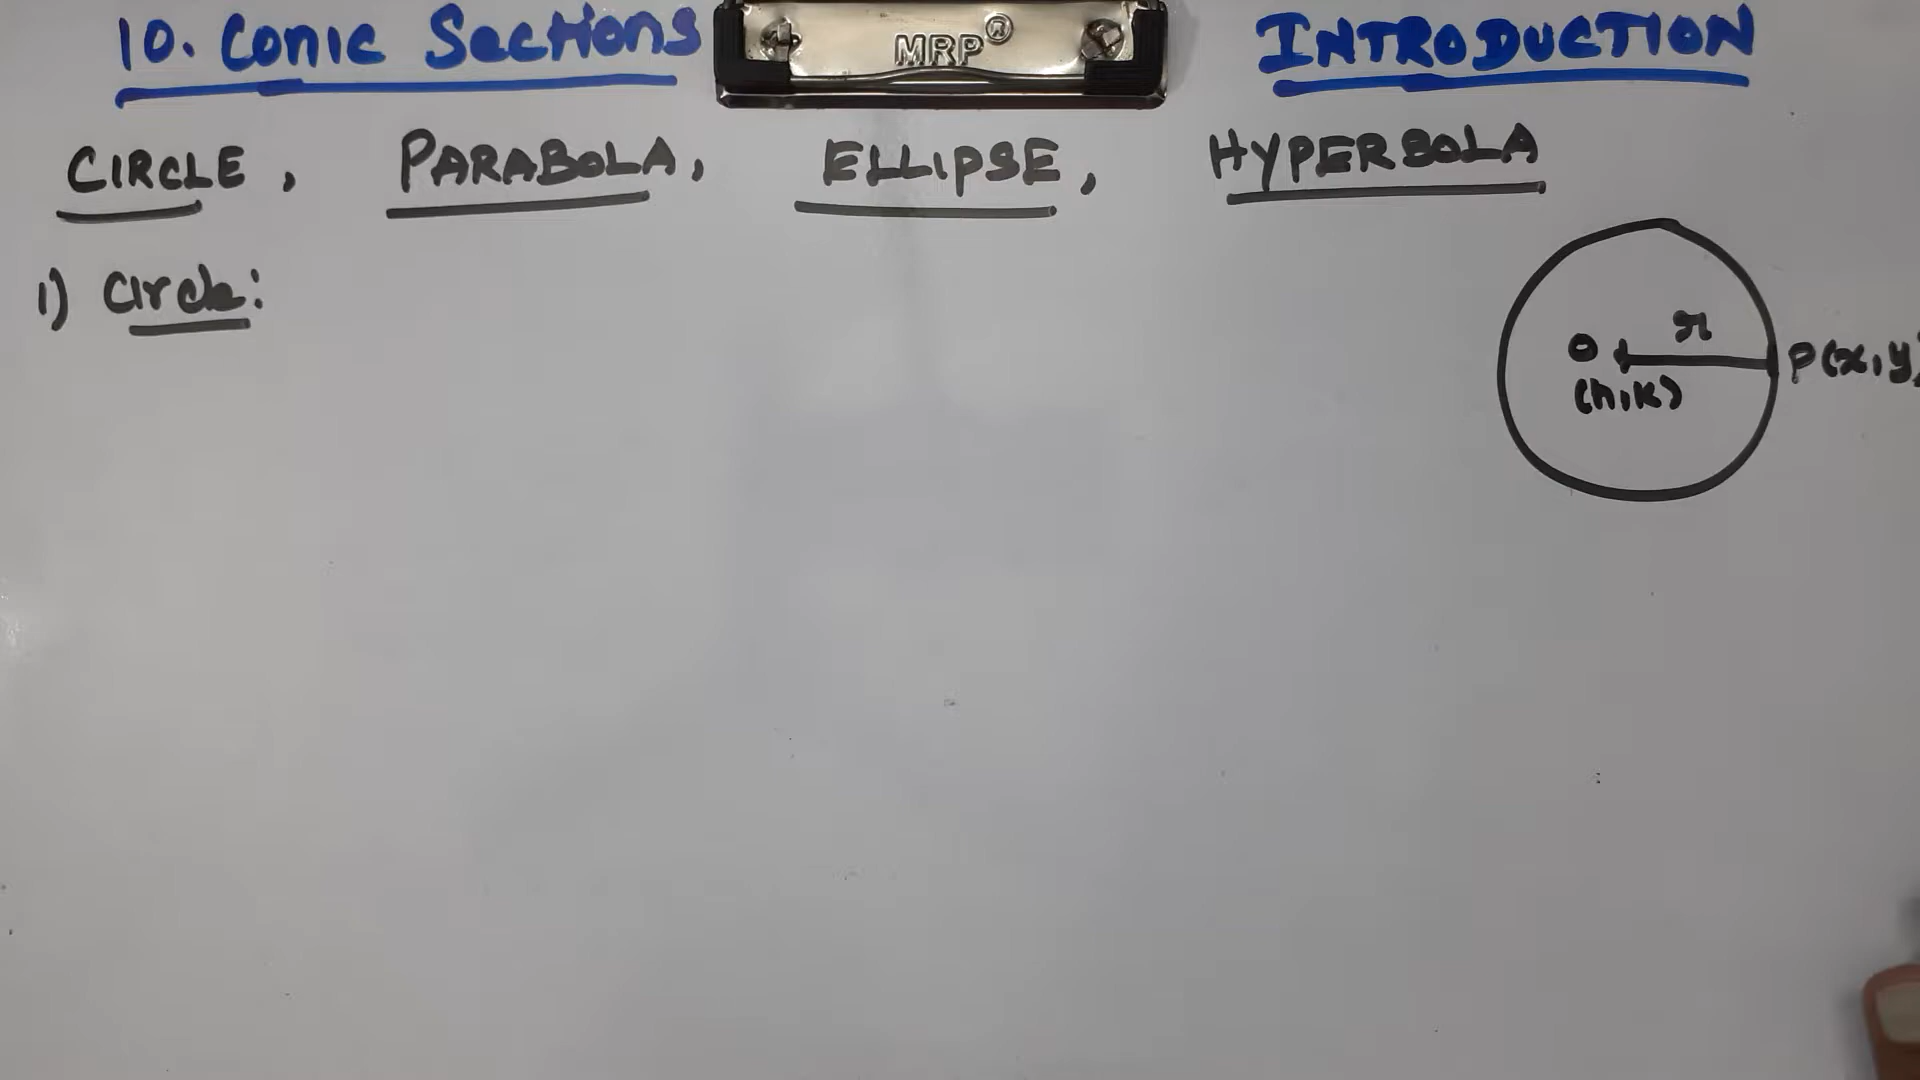 10. Conic Sections
MRP®
INTRODUCTION
CIRCLE, PARABOLA, ELLIPSE, HYPERBOLA
1) Circle:
r
O
P(x,y)
(h,k)